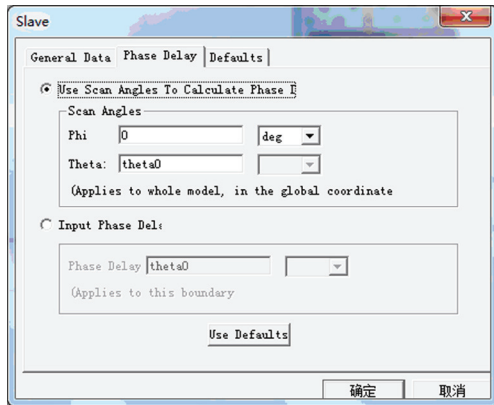 Slave
General Data Phase Delay Defaults
Use Scan Angles To Calculate Phase D
Scan Angles
Phi 0 deg
Theta: theta0
(Applies to whole model, in the global coordinate
Input Phase Dela
Phase Delay theta0
(Applies to this boundary
Use Defaults
确定 取消